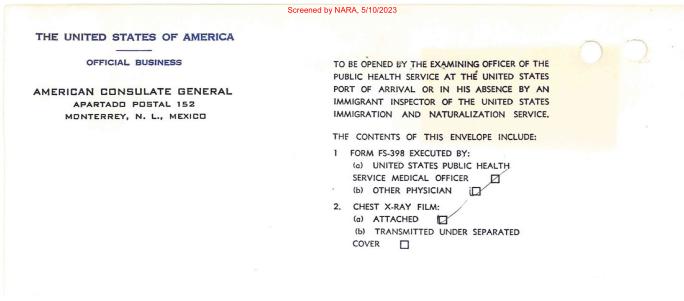 Screened by NARA, 5/10/2023
THE UNITED STATES OF AMERICA
OFFICIAL BUSINESS
AMERICAN CONSULATE GENERAL
APARTADO POSTAL 152
MONTERREY, N. L., MEXICO
TO BE OPENED BY THE EXAMINING OFFICER OF THE
PUBLIC HEALTH SERVICE AT THE UNITED STATES
PORT OF ARRIVAL OR IN HIS ABSENCE BY AN
IMMIGRANT INSPECTOR OF THE UNITED STATES
IMMIGRATION AND NATURALIZATION SERVICE.
THE CONTENTS OF THIS ENVELOPE INCLUDE:
1 FORM FS-398 EXECUTED BY:
(a) UNITED STATES PUBLIC HEALTH
SERVICE MEDICAL OFFICER
(b) OTHER PHYSICIAN
2. CHEST X-RAY FILM:
(a) ATTACHED
(b) TRANSMITTED UNDER SEPARATED
COVER